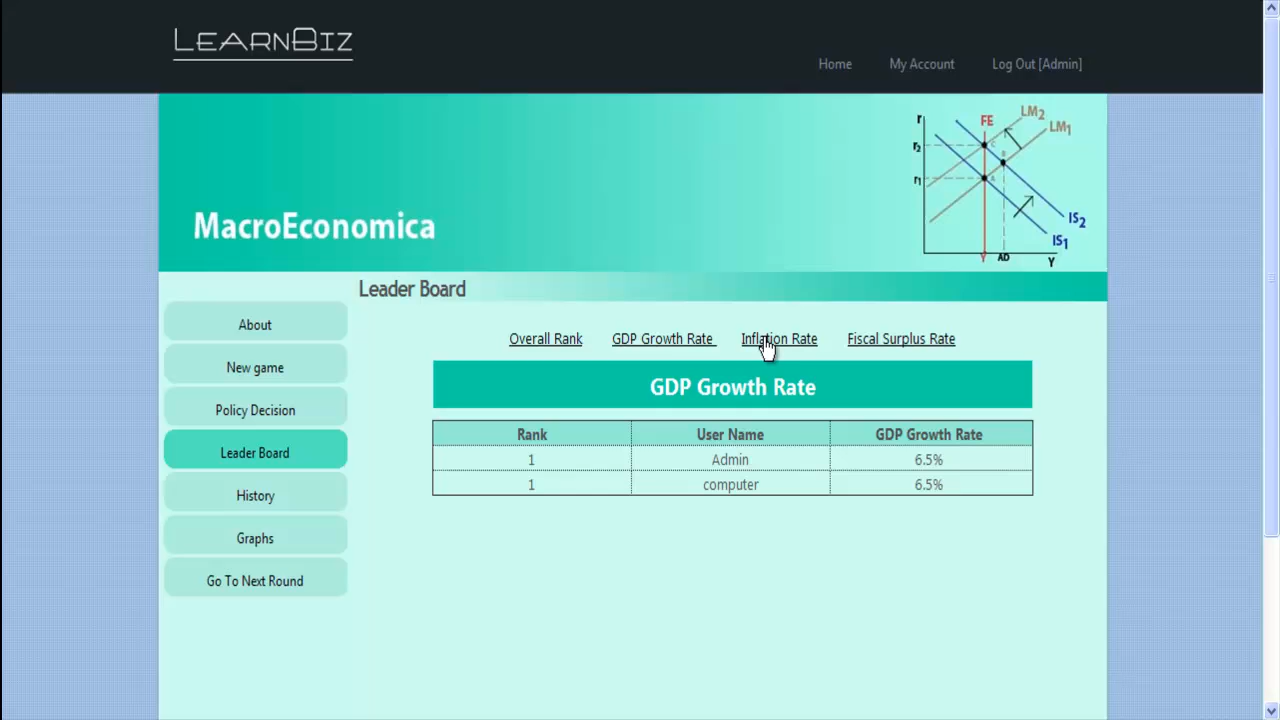 LEARNBIZ
Home My Account Log Out [Admin]
r
FE
LM2
LM1
r2
C
B
r1
A
IS2
IS1
Y AD Y
MacroEconomica
Leader Board
About
New game
Policy Decision
Leader Board
History
Graphs
Go To Next Round
Overall Rank GDP Growth Rate Inflation Rate Fiscal Surplus Rate
GDP Growth Rate
Rank User Name GDP Growth Rate
1 Admin 6.5%
1 computer 6.5%